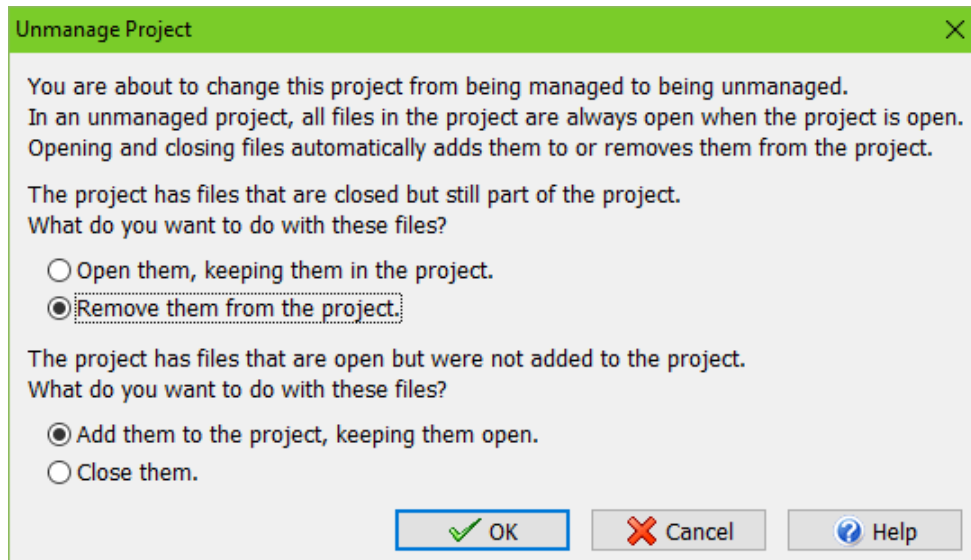 Unmanage Project
You are about to change this project from being managed to being unmanaged.
In an unmanaged project, all files in the project are always open when the project is open.
Opening and closing files automatically adds them to or removes them from the project.
The project has files that are closed but still part of the project.
What do you want to do with these files?
Open them, keeping them in the project.
Remove them from the project.
The project has files that are open but were not added to the project.
What do you want to do with these files?
Add them to the project, keeping them open.
Close them.
OK Cancel Help